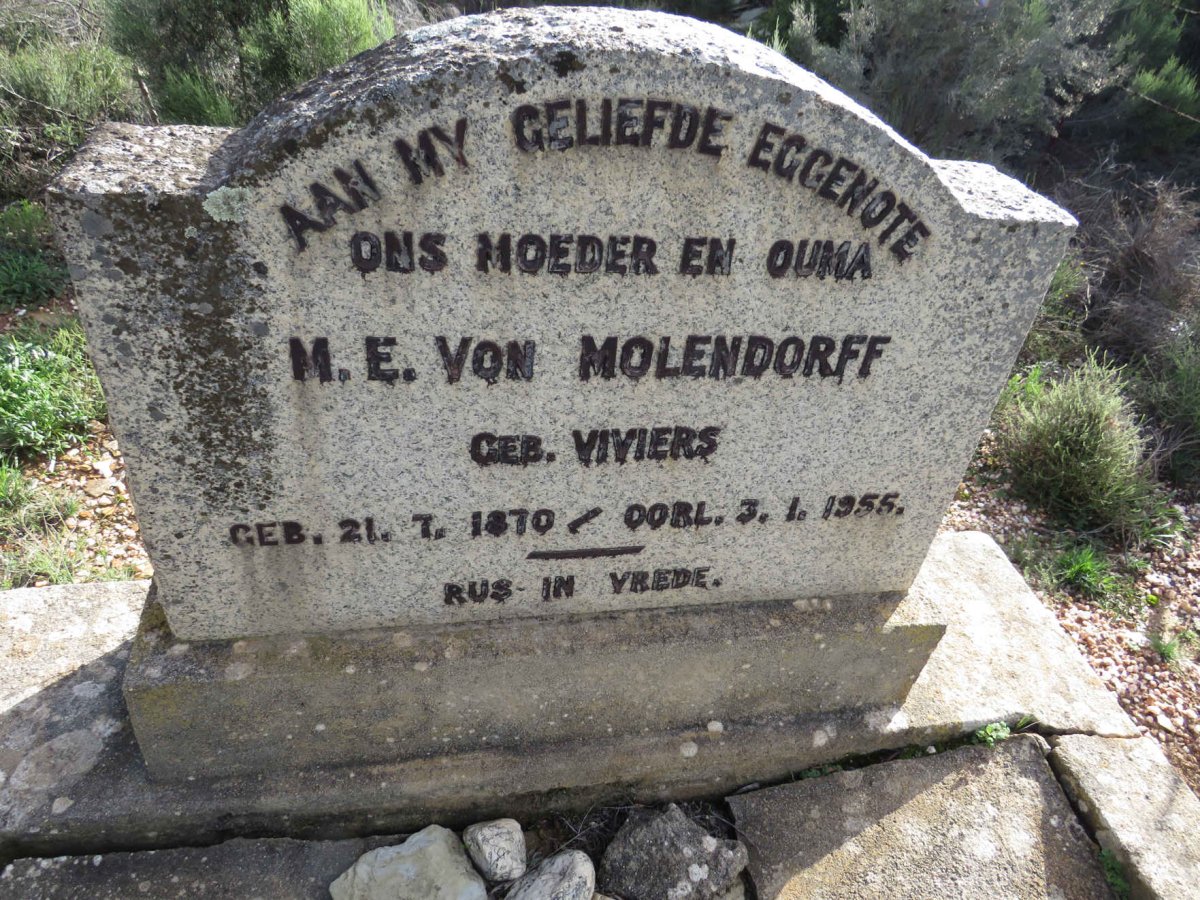 AAN MY GELIEFDE EGGENOTE
ONS MOEDER EN OUMA
M. E. VON MOLENDORFF
GEB. VIVIERS
GEB. 21. 7. 1870 / OORL. 3. 1. 1955.
RUS IN VREDE.